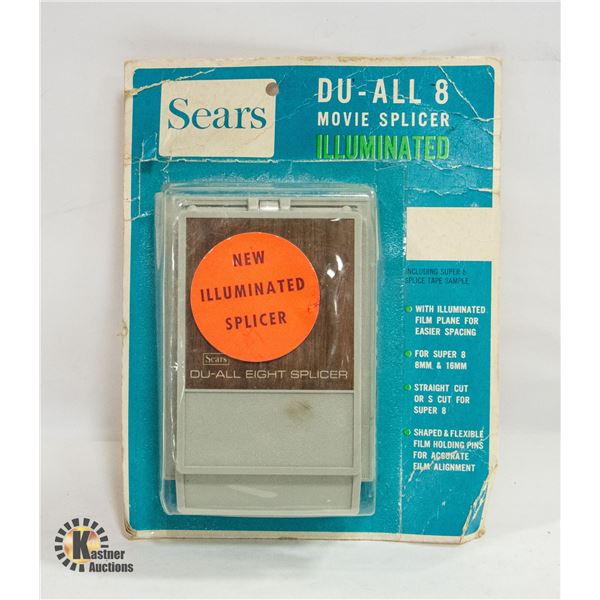 Sears
DU-ALL 8
MOVIE SPLICER
ILLUMINATED
NEW
ILLUMINATED
SPLICER
Sears
DU-ALL EIGHT SPLICER
INCLUDING SUPER 8
SPLICE TAPE SAMPLE
WITH ILLUMINATED
FILM PLANE FOR
EASIER SPACING
FOR SUPER 8
8MM & 16MM
STRAIGHT CUT
OR S CUT FOR
SUPER 8
SHAPED & FLEXIBLE
FILM HOLDING PINS
FOR ACCURATE
FILM ALIGNMENT
Kastner
Auctions